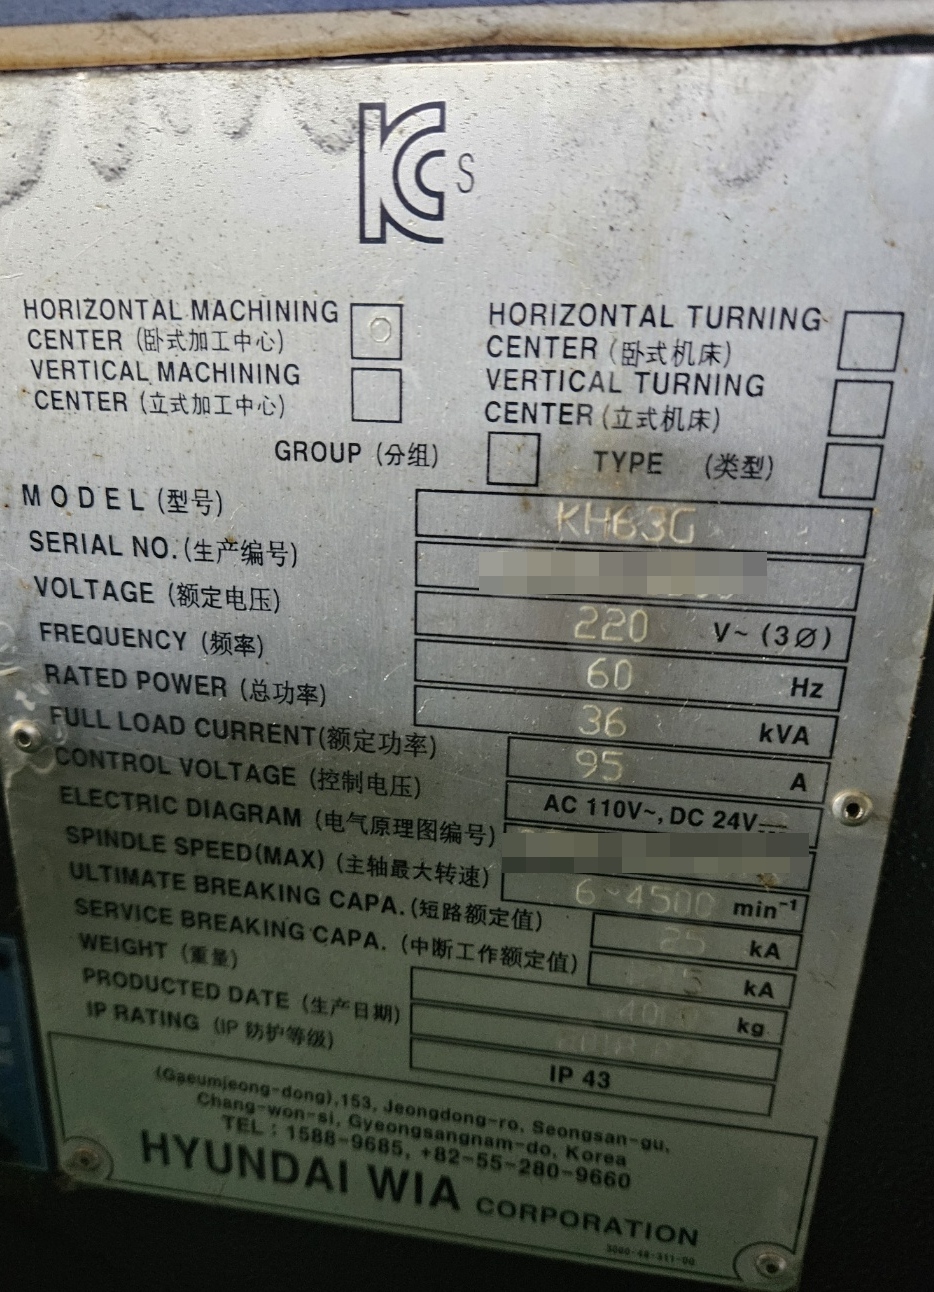 KCs
HORIZONTAL MACHINING
CENTER (卧式加工中心)
VERTICAL MACHINING
CENTER (立式加工中心)
HORIZONTAL TURNING
CENTER (卧式机床)
VERTICAL TURNING
CENTER (立式机床)
GROUP (分组) TYPE (类型)
MODEL (型号) KH63G
SERIAL NO. (生产编号)
VOLTAGE (额定电压) 220 V~ (3Ø)
FREQUENCY (频率) 60 Hz
RATED POWER (总功率) 36 kVA
FULL LOAD CURRENT(额定功率) 95 A
CONTROL VOLTAGE (控制电压) AC 110V~, DC 24V
ELECTRIC DIAGRAM (电气原理图编号)
SPINDLE SPEED(MAX) (主轴最大转速) 6~4500 min⁻¹
ULTIMATE BREAKING CAPA. (短路额定值) 25 kA
SERVICE BREAKING CAPA. (中断工作额定值) kA
WEIGHT (重量) kg
PRODUCTED DATE (生产日期)
IP RATING (IP 防护等级) IP 43
(Gaeumjeong-dong),153, Jeongdong-ro, Seongsan-gu,
Chang-won-si, Gyeongsangnam-do, Korea
TEL : 1588-9685, +82-55-280-9660
HYUNDAI WIA CORPORATION